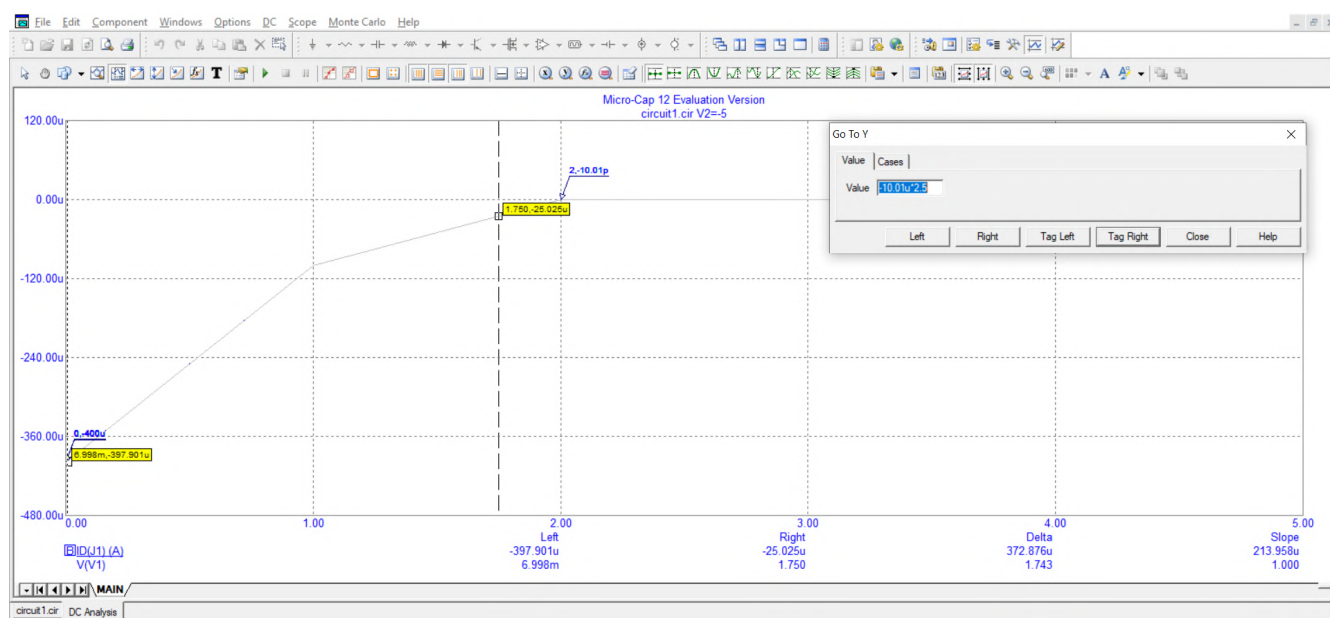 File Edit Component Windows Options DC Scope Monte Carlo Help
T
A
Micro-Cap 12 Evaluation Version
circuit1.cir V2=-5
120.00u
0.00u
-120.00u
-240.00u
-360.00u
-480.00u
2,-10.01p
1.750,-25.025u
0,-400u
6.998m,-397.901u
Go To Y
Value Cases
Value -10.01u*2.5
Left Right Tag Left Tag Right Close Help
0.00 1.00 2.00 3.00 4.00 5.00
Left Right Delta Slope
B ID(J1) (A) -397.901u -25.025u 372.876u 213.958u
V(V1) 6.998m 1.750 1.743 1.000
MAIN
circuit1.cir DC Analysis